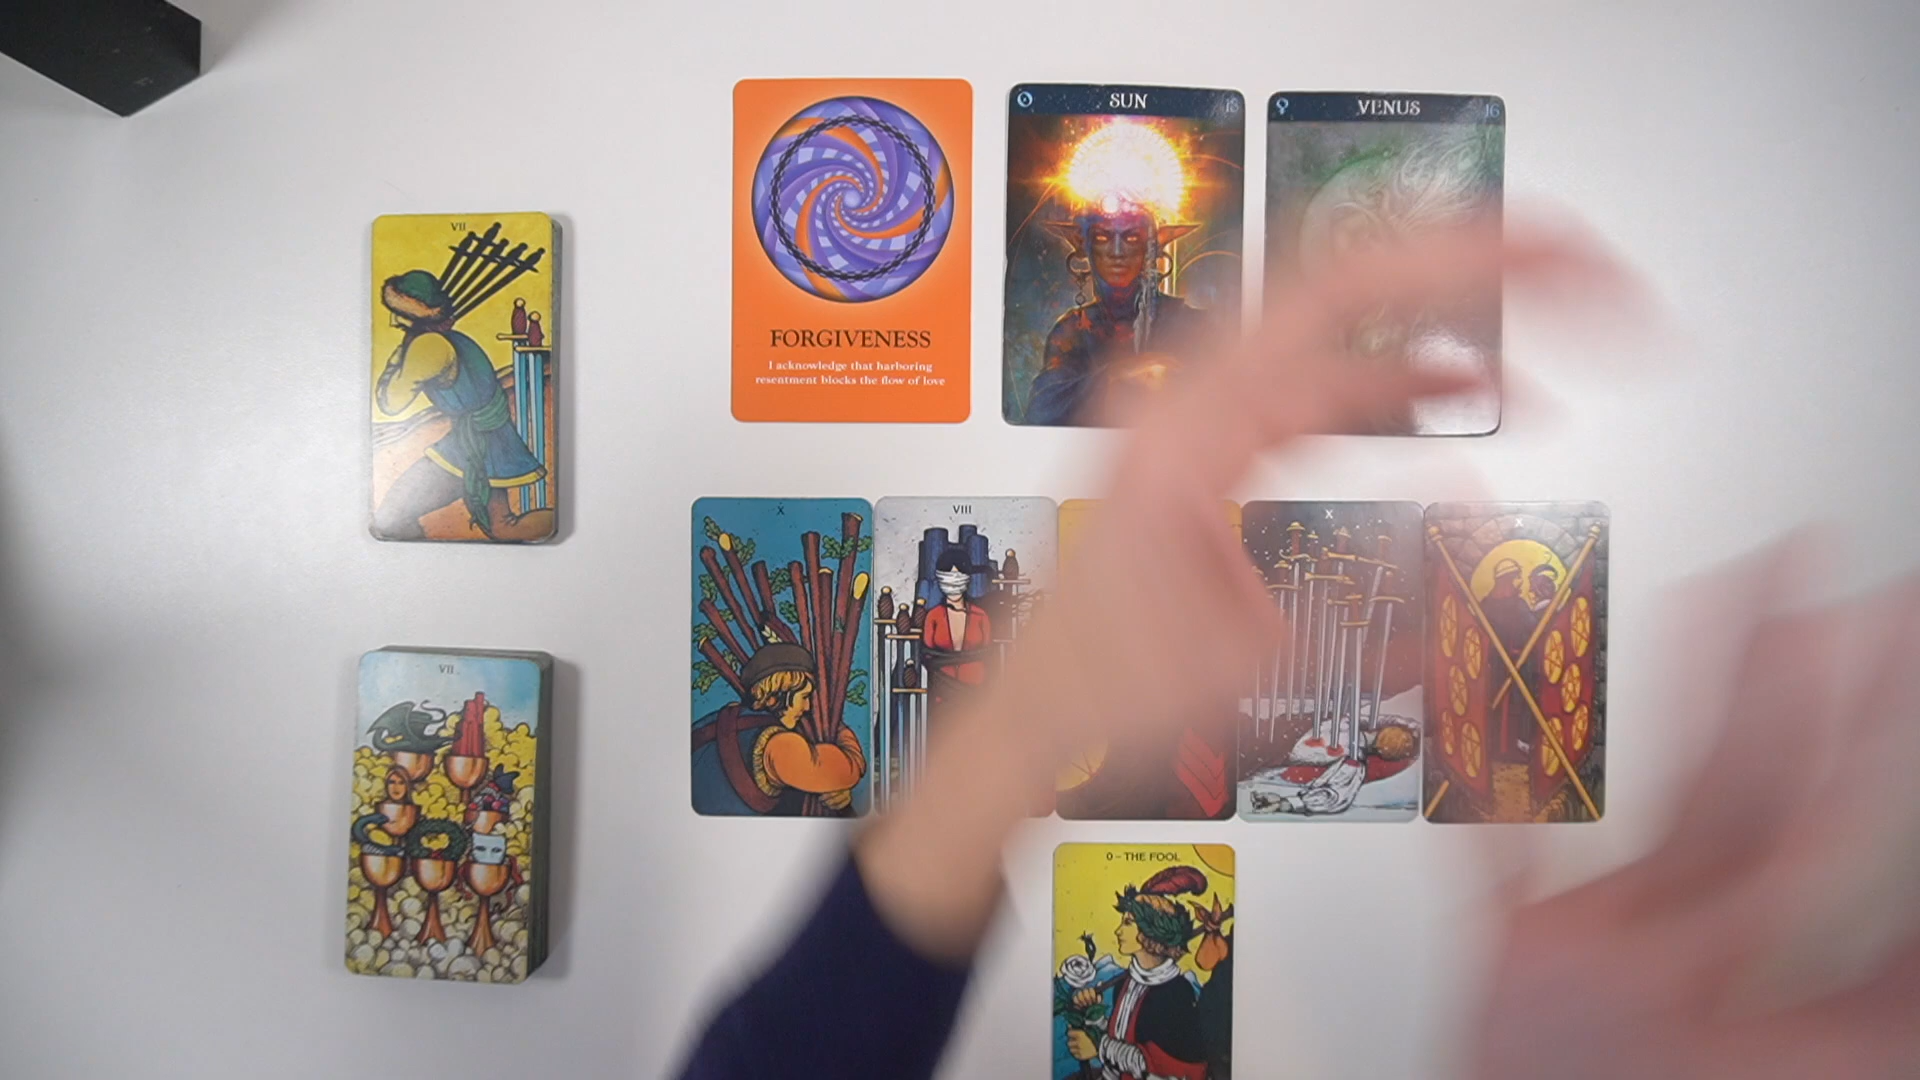 FORGIVENESS
I acknowledge that harboring
resentment blocks the flow of love
SUN
18
VENUS
16
VII
VII
X
VIII
X
X
0 – THE FOOL